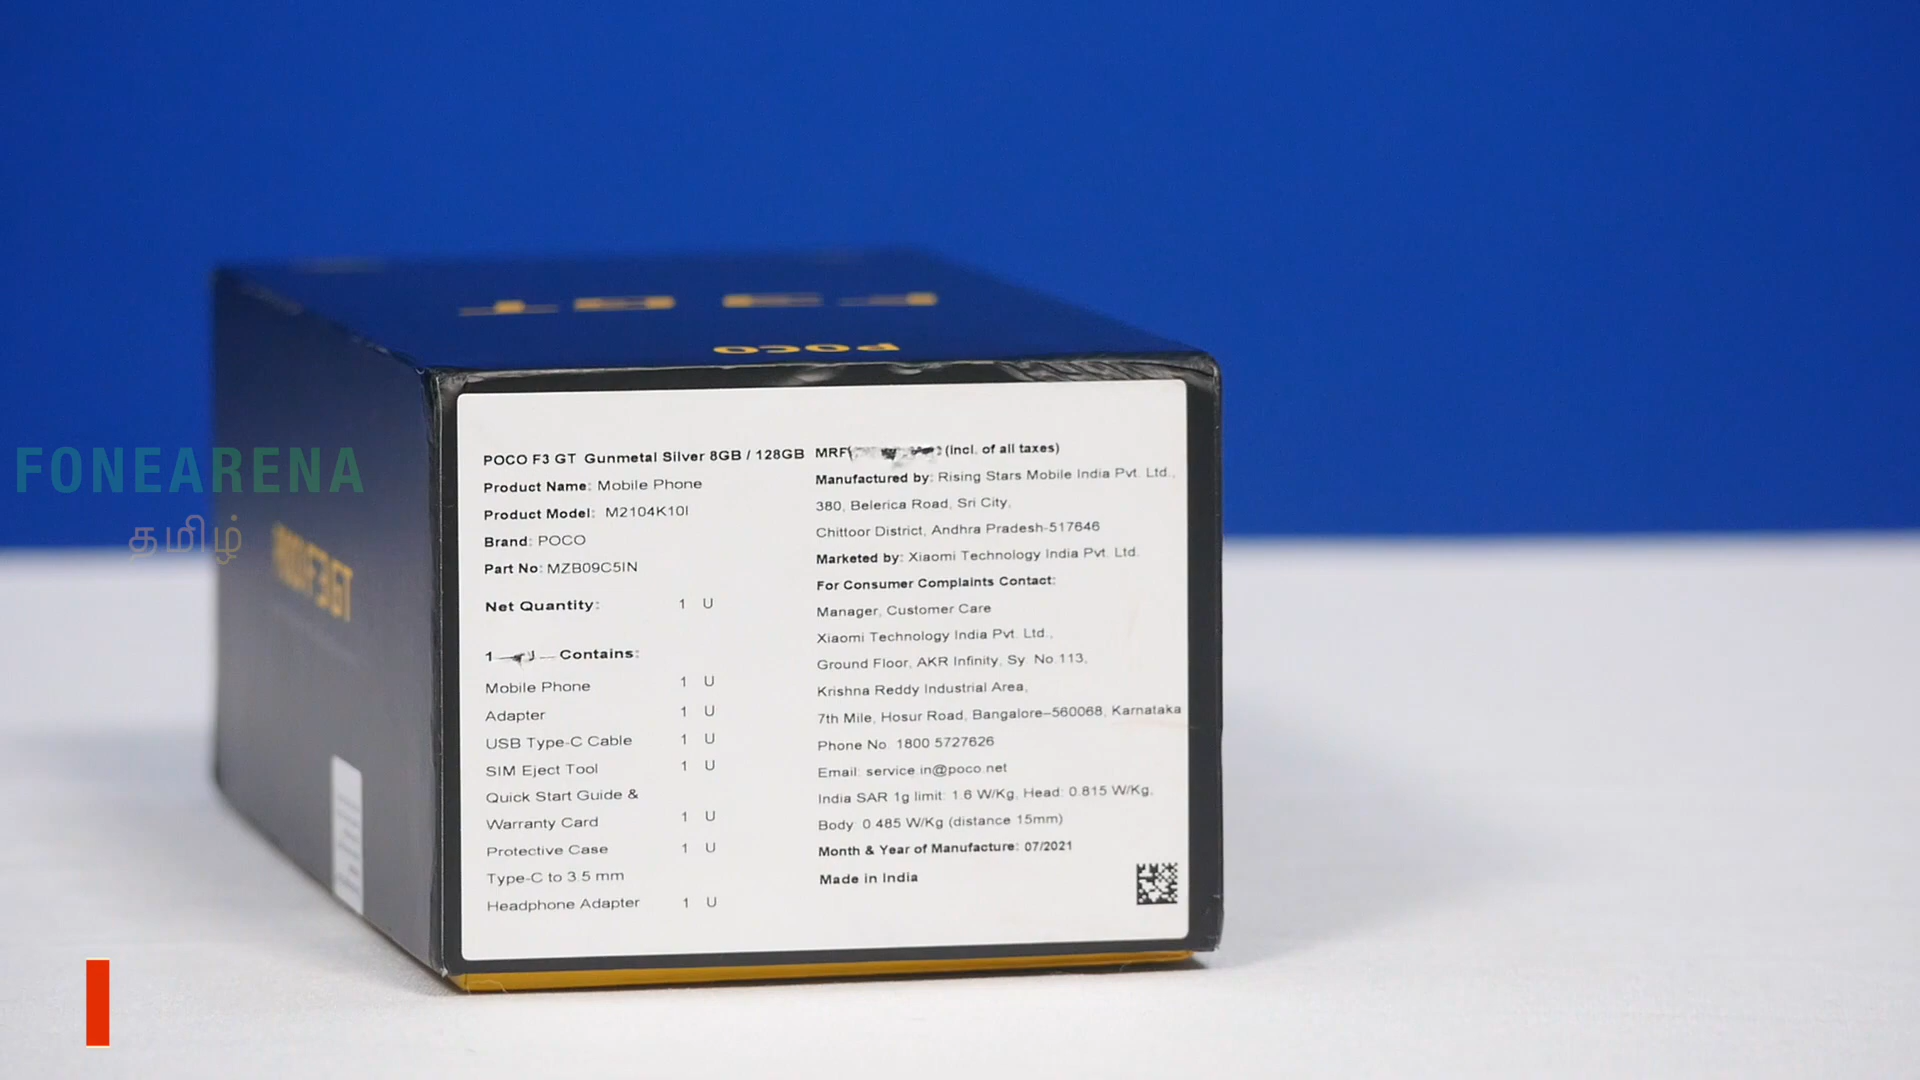 F3 GT
POCO
FONEARENA
தமிழ்
F3 GT
POCO F3 GT Gunmetal Silver 8GB / 128GB
Product Name: Mobile Phone
Product Model: M2104K10I
Brand: POCO
Part No: MZB09C5IN
Net Quantity: 1 U
1 Contains:
Mobile Phone 1 U
Adapter 1 U
USB Type-C Cable 1 U
SIM Eject Tool 1 U
Quick Start Guide &
Warranty Card 1 U
Protective Case 1 U
Type-C to 3.5 mm
Headphone Adapter 1 U
(Incl. of all taxes)
Manufactured by: Rising Stars Mobile India Pvt. Ltd.,
380, Belerica Road, Sri City,
Chittoor District, Andhra Pradesh-517646
Marketed by: Xiaomi Technology India Pvt. Ltd.
For Consumer Complaints Contact:
Manager, Customer Care
Xiaomi Technology India Pvt. Ltd.,
Ground Floor, AKR Infinity, Sy. No.113,
Krishna Reddy Industrial Area,
7th Mile, Hosur Road, Bangalore–560068, Karnataka
Phone No. 1800 5727626
Email: service.in@poco.net
India SAR 1g limit: 1.6 W/Kg, Head: 0.815 W/Kg,
Body: 0.485 W/Kg (distance 15mm)
Month & Year of Manufacture: 07/2021
Made in India